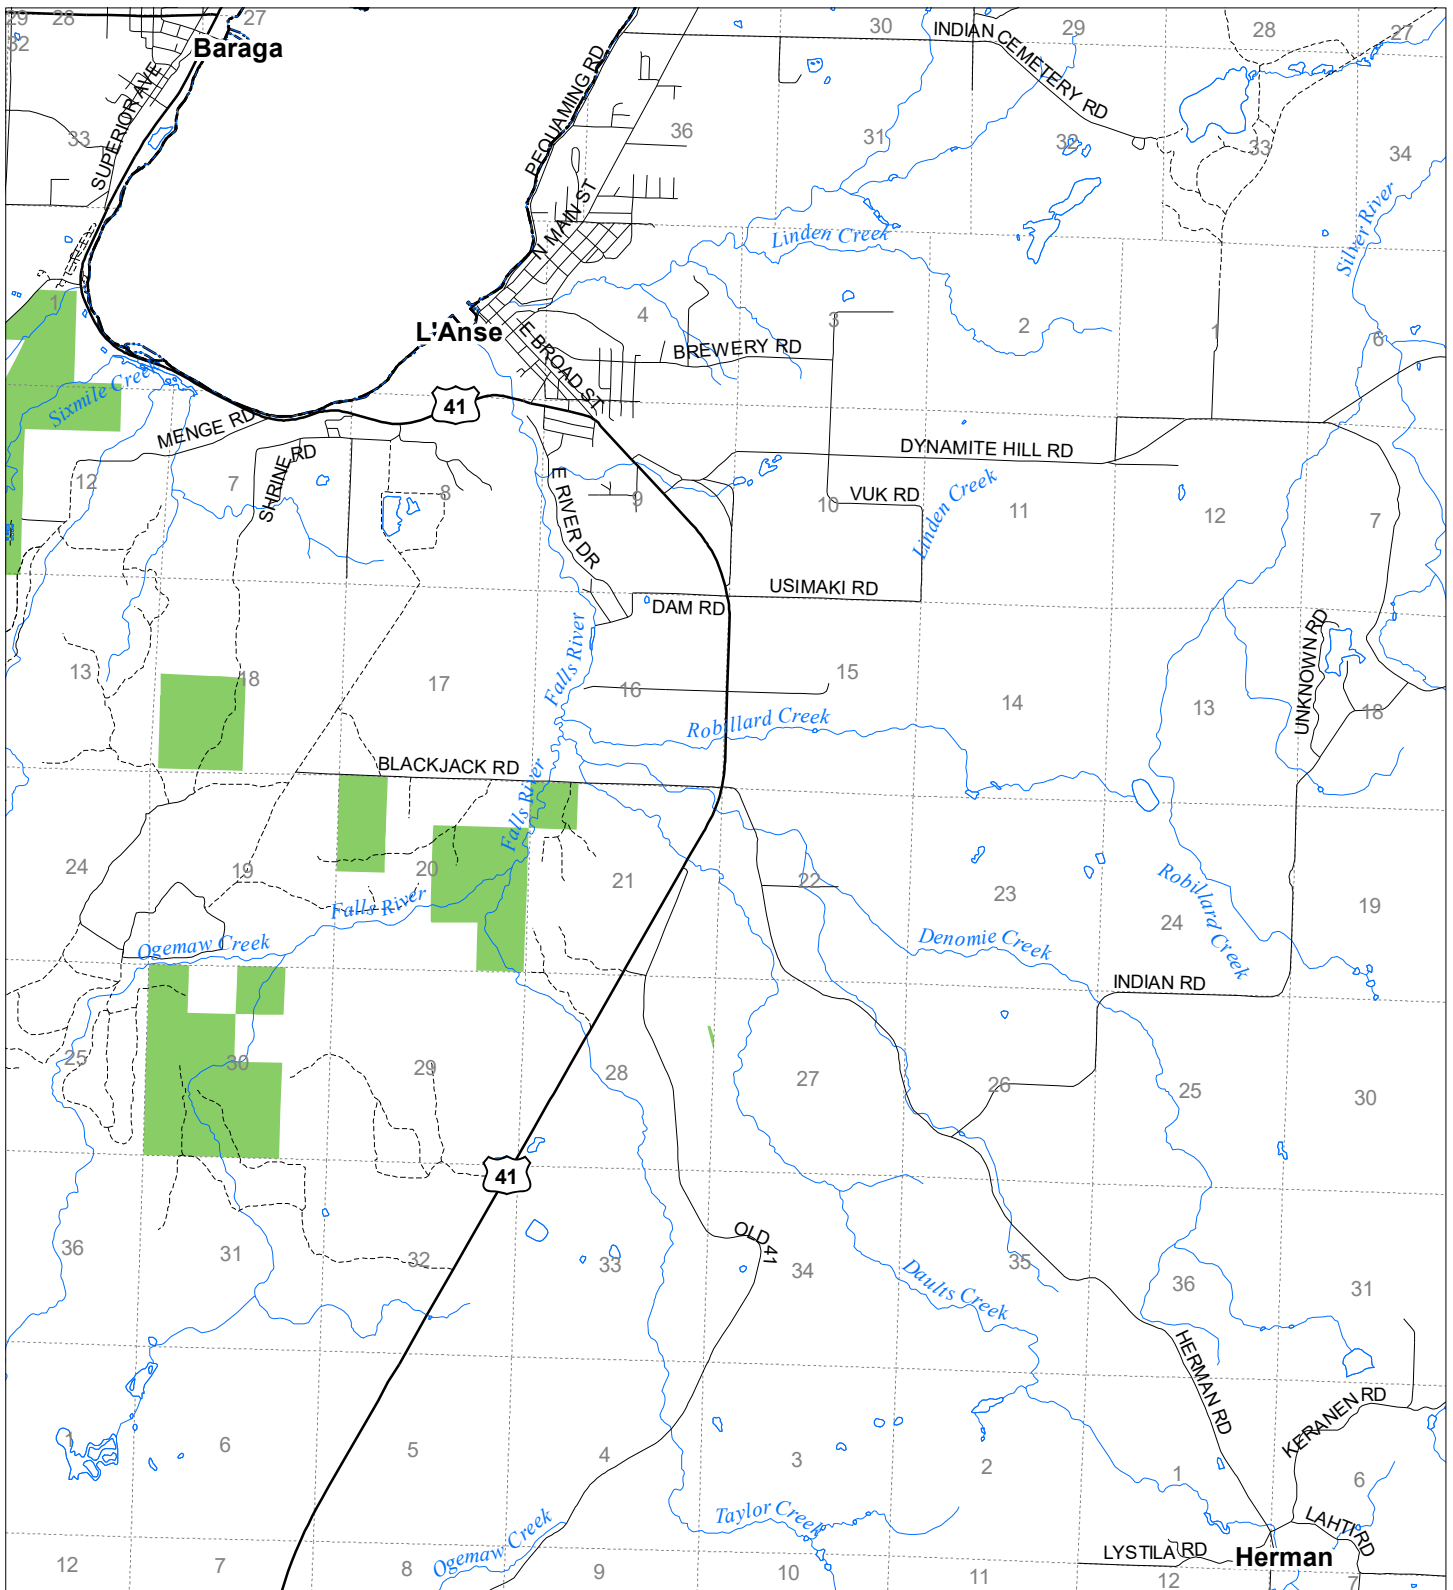 29
28
27
32
Baraga
30
INDIAN CEMETERY RD
29
28
27
SUPERIOR AVE
33
PEQUAMING RD
36
31
32
33
34
N MAIN ST
Linden Creek
Silver River
1
L'Anse
4
3
2
1
6
E BROAD ST
BREWERY RD
Sixmile Creek
41
MENGE RD
SHRINE RD
DYNAMITE HILL RD
12
7
8
E RIVER DR
9
10
VUK RD
Linden Creek
11
12
7
DAM RD
USIMAKI RD
13
18
17
Falls River
16
15
14
13
UNKNOWN RD
18
Robillard Creek
BLACKJACK RD
Falls River
24
19
20
21
22
23
24
Robillard Creek
19
Falls River
Ogemaw Creek
Denomie Creek
INDIAN RD
25
30
29
28
27
26
25
30
41
36
31
32
33
OLD 41
34
35
36
31
Daults Creek
HERMAN RD
KERANEN RD
1
6
5
4
3
2
1
6
Taylor Creek
Ogemaw Creek
LAHTI RD
LYSTILA RD
Herman
12
7
8
9
10
11
12
7